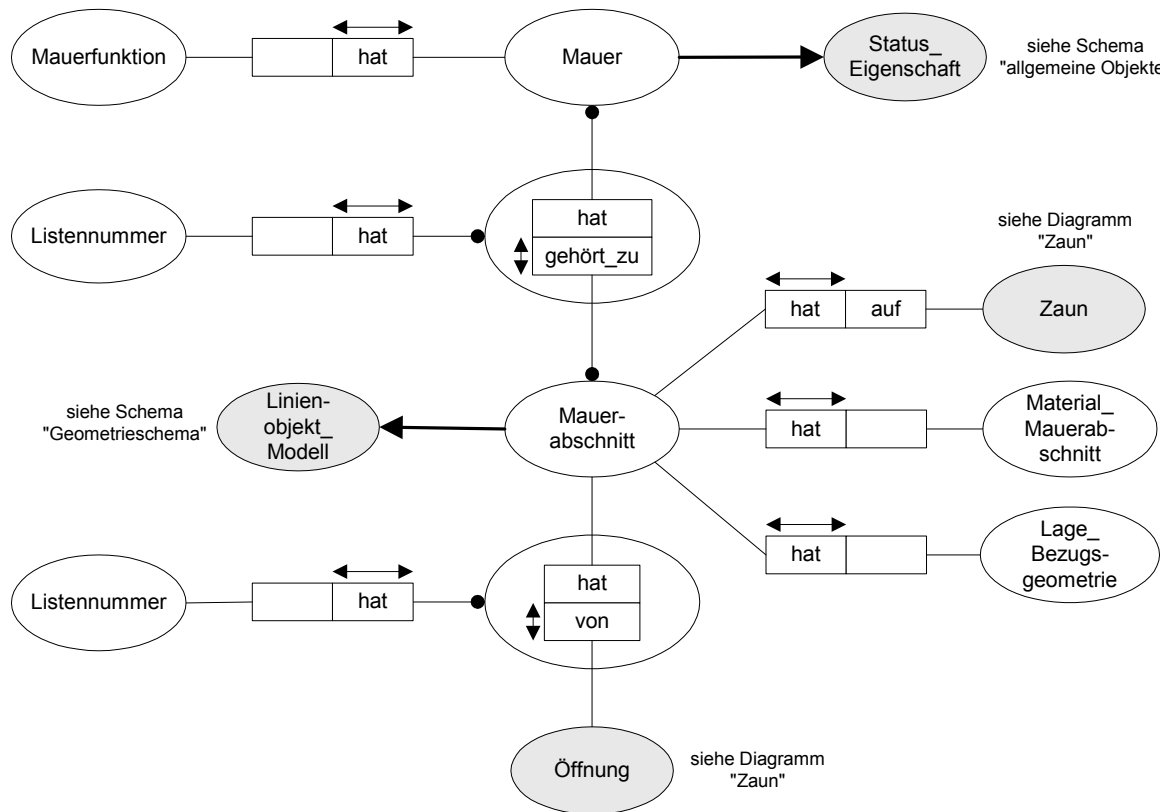 Mauerfunktion
hat
Mauer
Status_
Eigenschaft
siehe Schema
"allgemeine Objekte
Listennummer
hat
hat
gehört_zu
siehe Diagramm
"Zaun"
hat
auf
Zaun
siehe Schema
"Geometrieschema"
Linien-
objekt_
Modell
Mauer-
abschnitt
hat
Material_
Mauerab-
schnitt
hat
Lage_
Bezugs-
geometrie
Listennummer
hat
hat
von
Öffnung
siehe Diagramm
"Zaun"